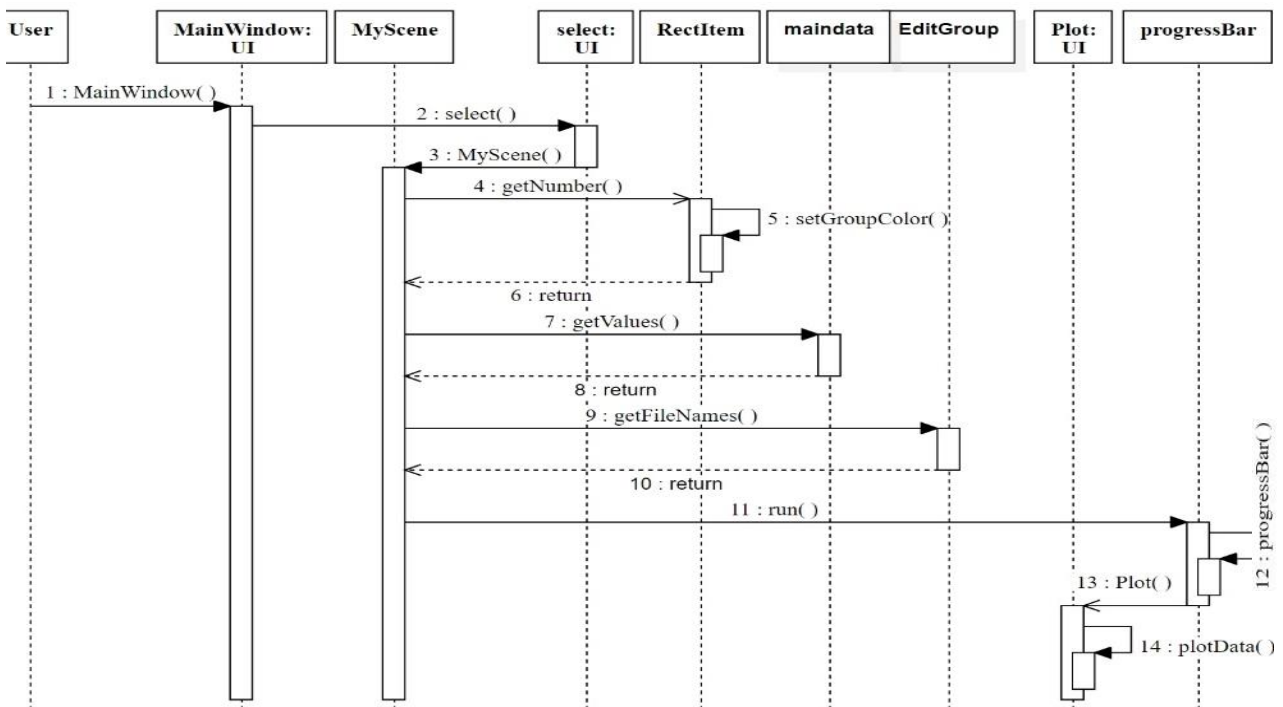 User
MainWindow:
UI
MyScene
select:
UI
RectItem
maindata
EditGroup
Plot:
UI
progressBar
1 : MainWindow( )
2 : select( )
3 : MyScene( )
4 : getNumber( )
5 : setGroupColor( )
6 : return
7 : getValues( )
8 : return
9 : getFileNames( )
10 : return
11 : run( )
12 : progressBar( )
13 : Plot( )
14 : plotData( )